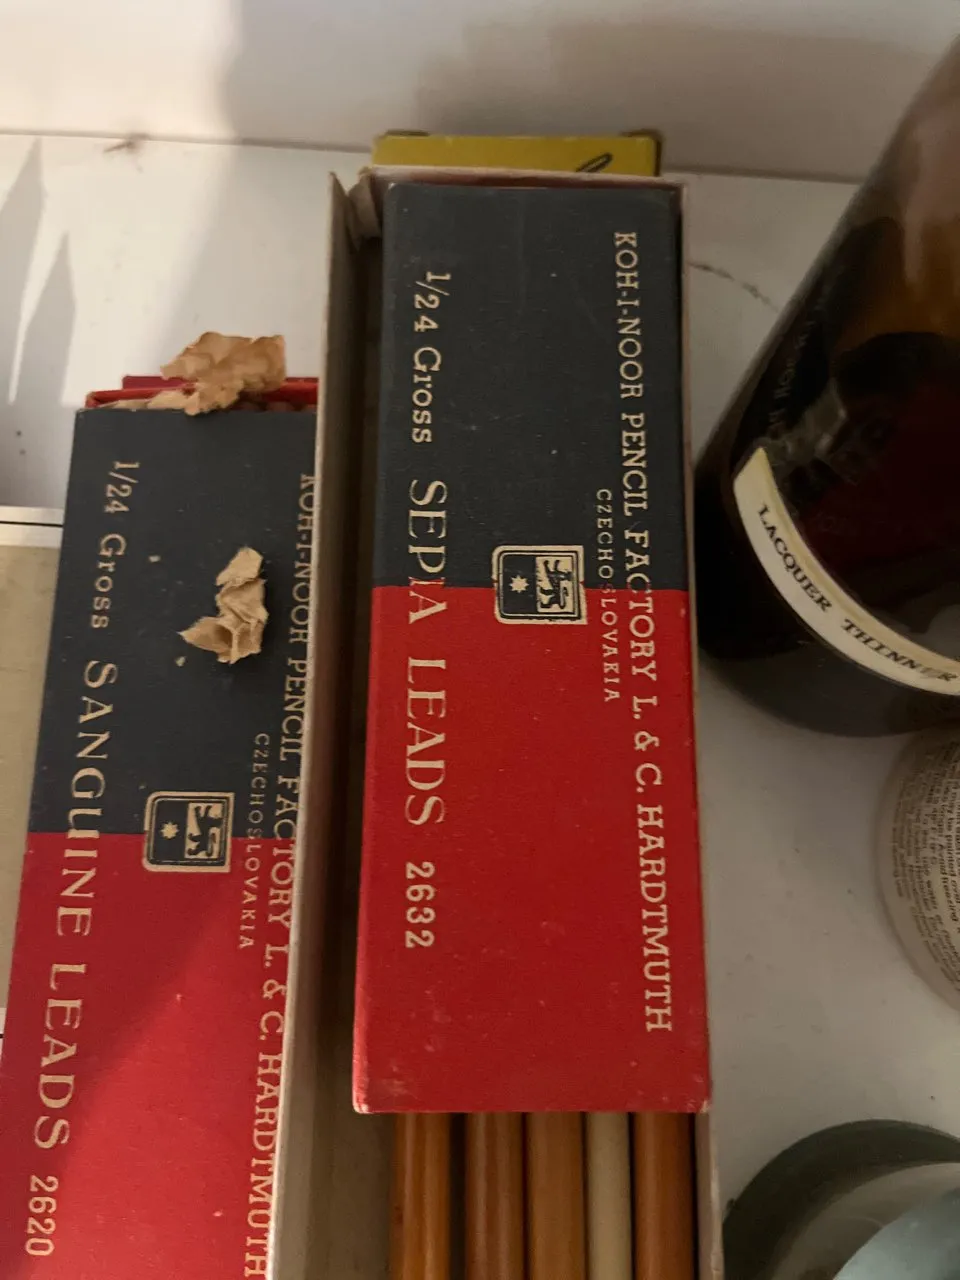 KOH-I-NOOR PENCIL FACTORY L. & C. HARDTMUTH
CZECHOSLOVAKIA
1/24 Gross SEPIA LEADS 2632
KOH-I-NOOR PENCIL FACTORY L. & C. HARDTMUTH
CZECHOSLOVAKIA
1/24 Gross SANGUINE LEADS 2620
LACQUER THINNER